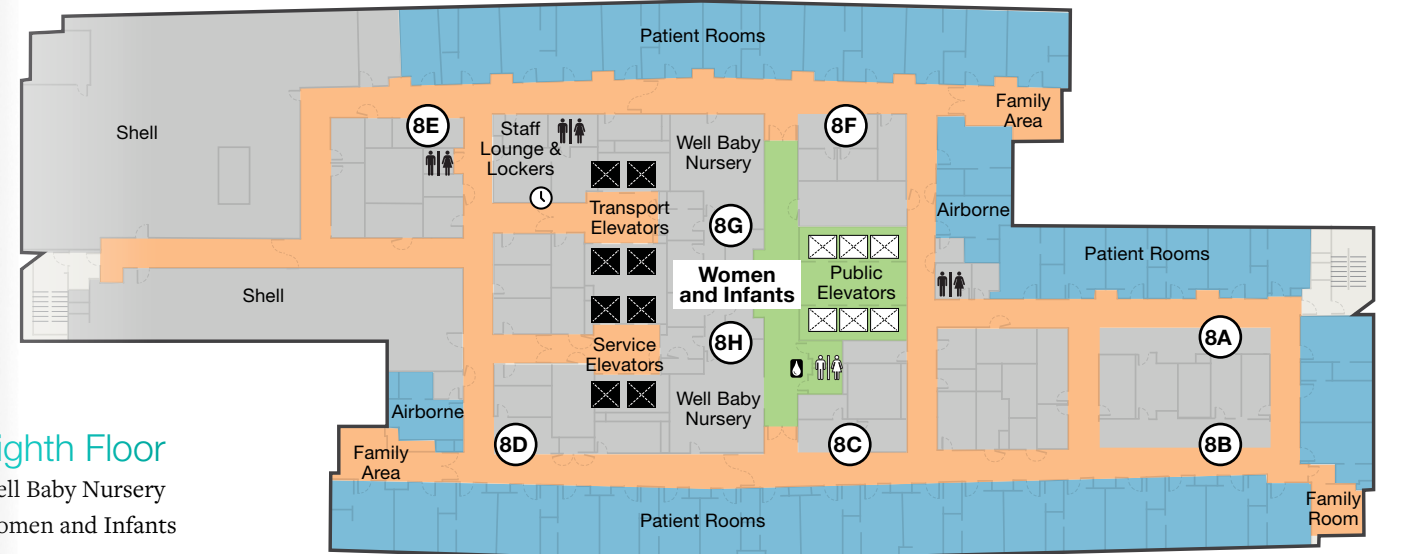 Patient Rooms
Shell
8E
Staff
Lounge &
Lockers
Well Baby
Nursery
8F
Family
Area
Transport
Elevators
8G
Airborne
Women
and Infants
Public
Elevators
Patient Rooms
Shell
Service
Elevators
8H
8A
Airborne
Well Baby
Nursery
8D
8C
8B
Family
Area
Patient Rooms
Family
Room
ighth Floor
ell Baby Nursery
omen and Infants